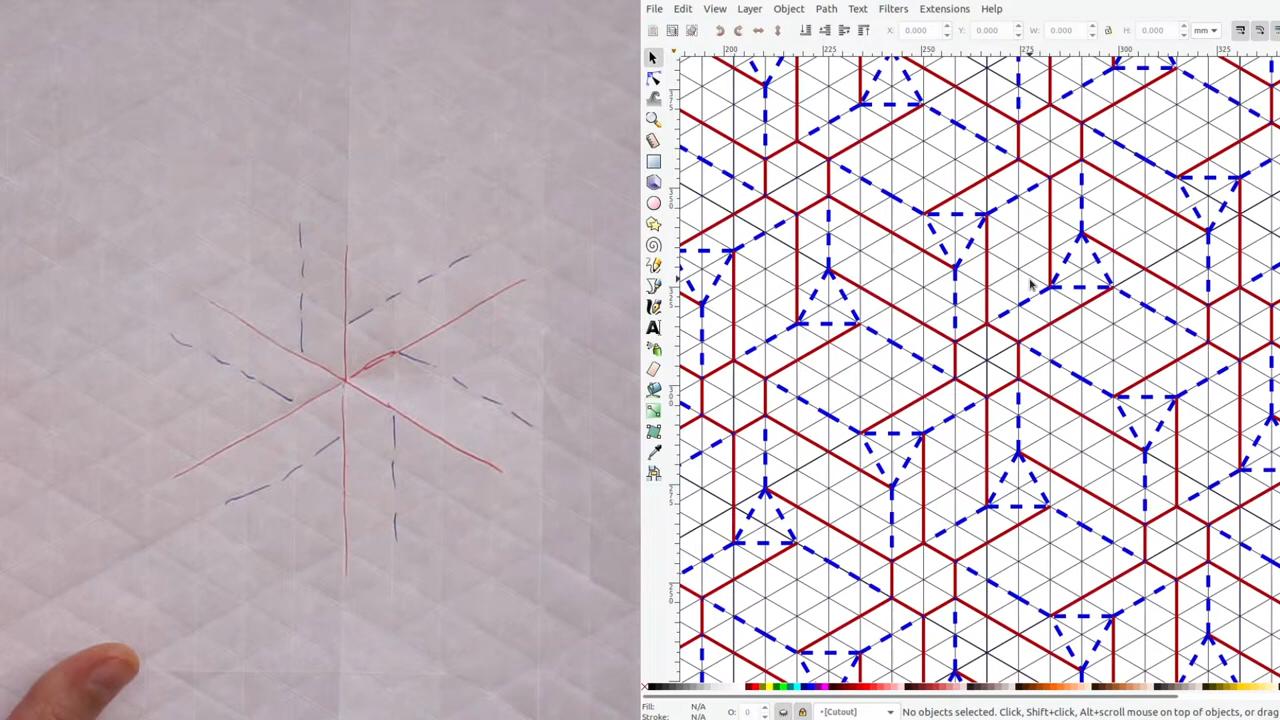 File Edit View Layer Object Path Text Filters Extensions Help
X: 0.000 Y: 0.000 W: 0.000 H: 0.000 mm
200 225 250 275 300 325
Fill: N/A
Stroke: N/A
O: 0
•[Cutout]
No objects selected. Click, Shift+click, Alt+scroll mouse on top of objects, or drag